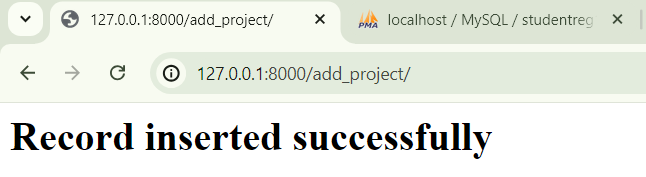 127.0.0.1:8000/add_project/
PMA localhost / MySQL / studentreg
127.0.0.1:8000/add_project/
Record inserted successfully